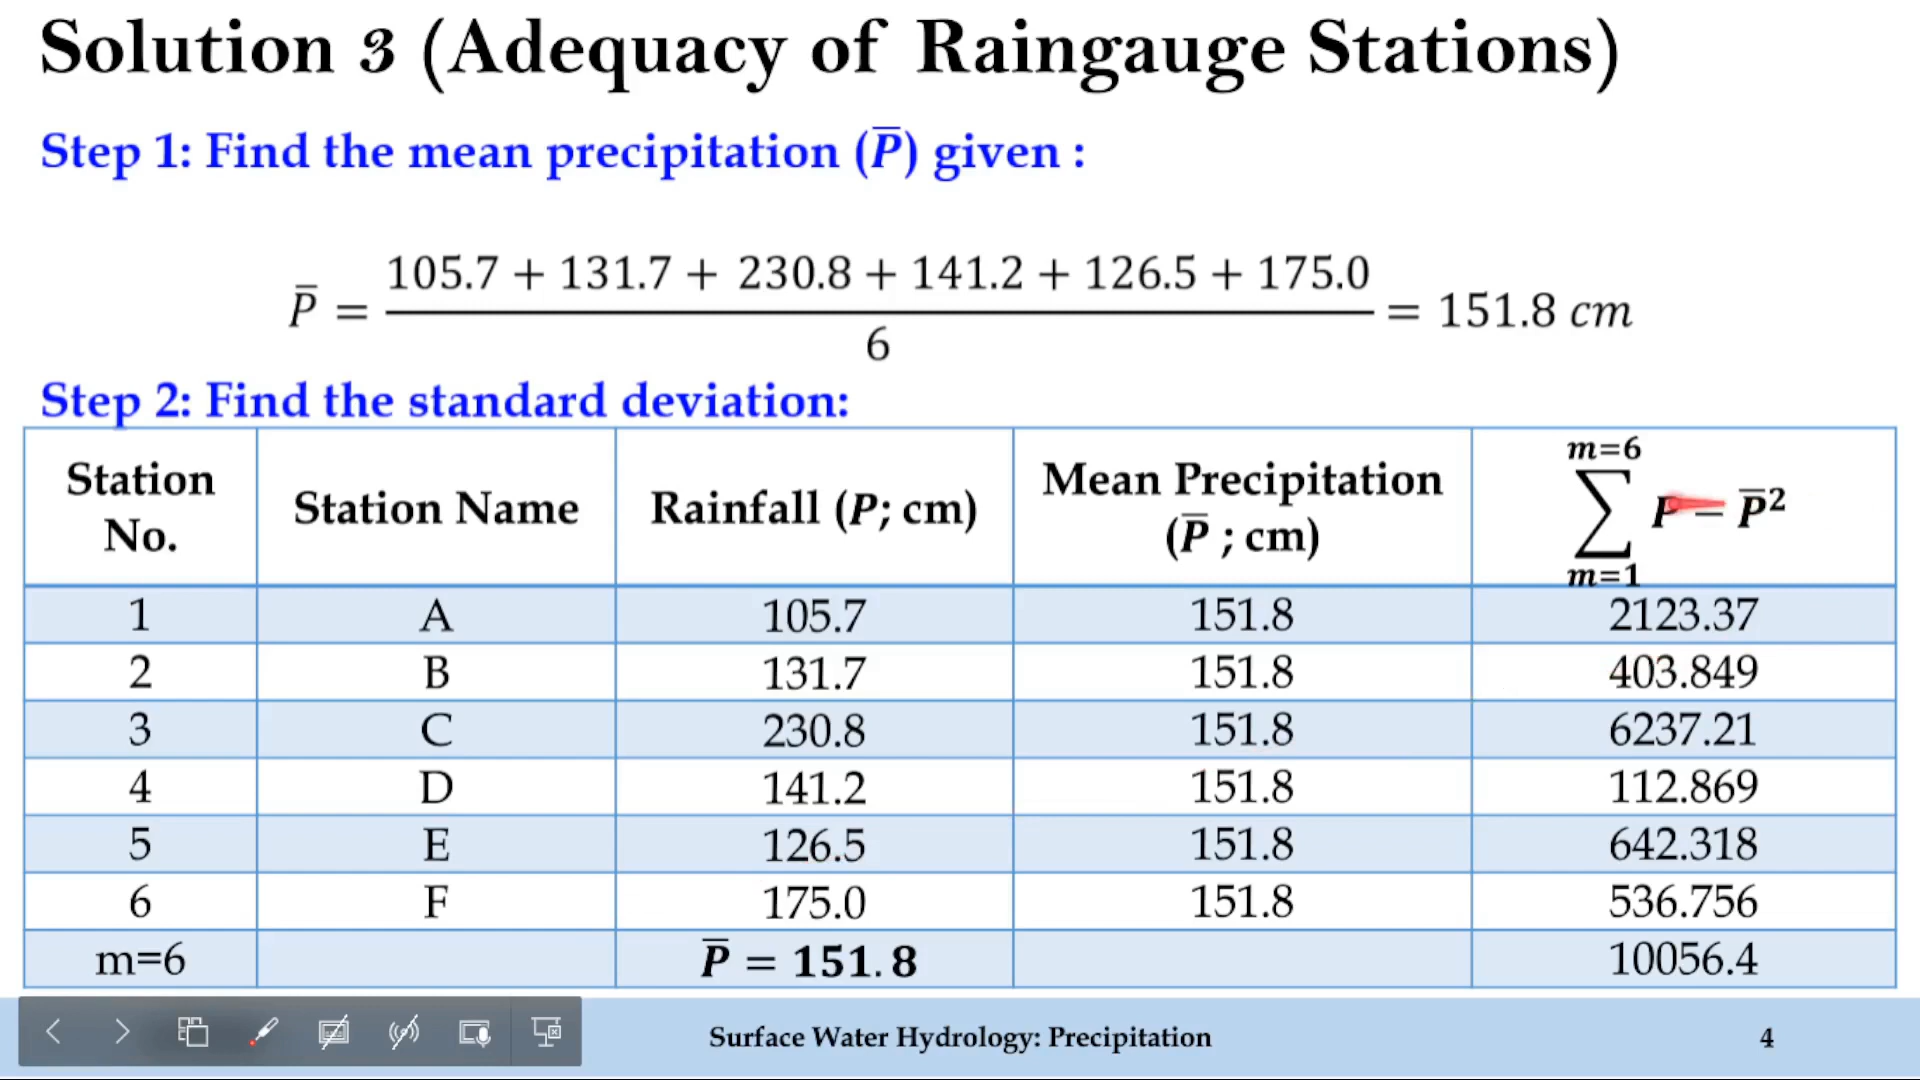 Solution 3 (Adequacy of Raingauge Stations)
Step 1: Find the mean precipitation (P̅) given :
P̅ = (105.7 + 131.7 + 230.8 + 141.2 + 126.5 + 175.0) / 6 = 151.8 cm
Step 2: Find the standard deviation:
Station No. | Station Name | Rainfall (P; cm) | Mean Precipitation (P̅ ; cm) | m=6 ∑ m=1 P − P̅²
1 | A | 105.7 | 151.8 | 2123.37
2 | B | 131.7 | 151.8 | 403.849
3 | C | 230.8 | 151.8 | 6237.21
4 | D | 141.2 | 151.8 | 112.869
5 | E | 126.5 | 151.8 | 642.318
6 | F | 175.0 | 151.8 | 536.756
m=6 | | P̅ = 151.8 | | 10056.4
Surface Water Hydrology: Precipitation
4